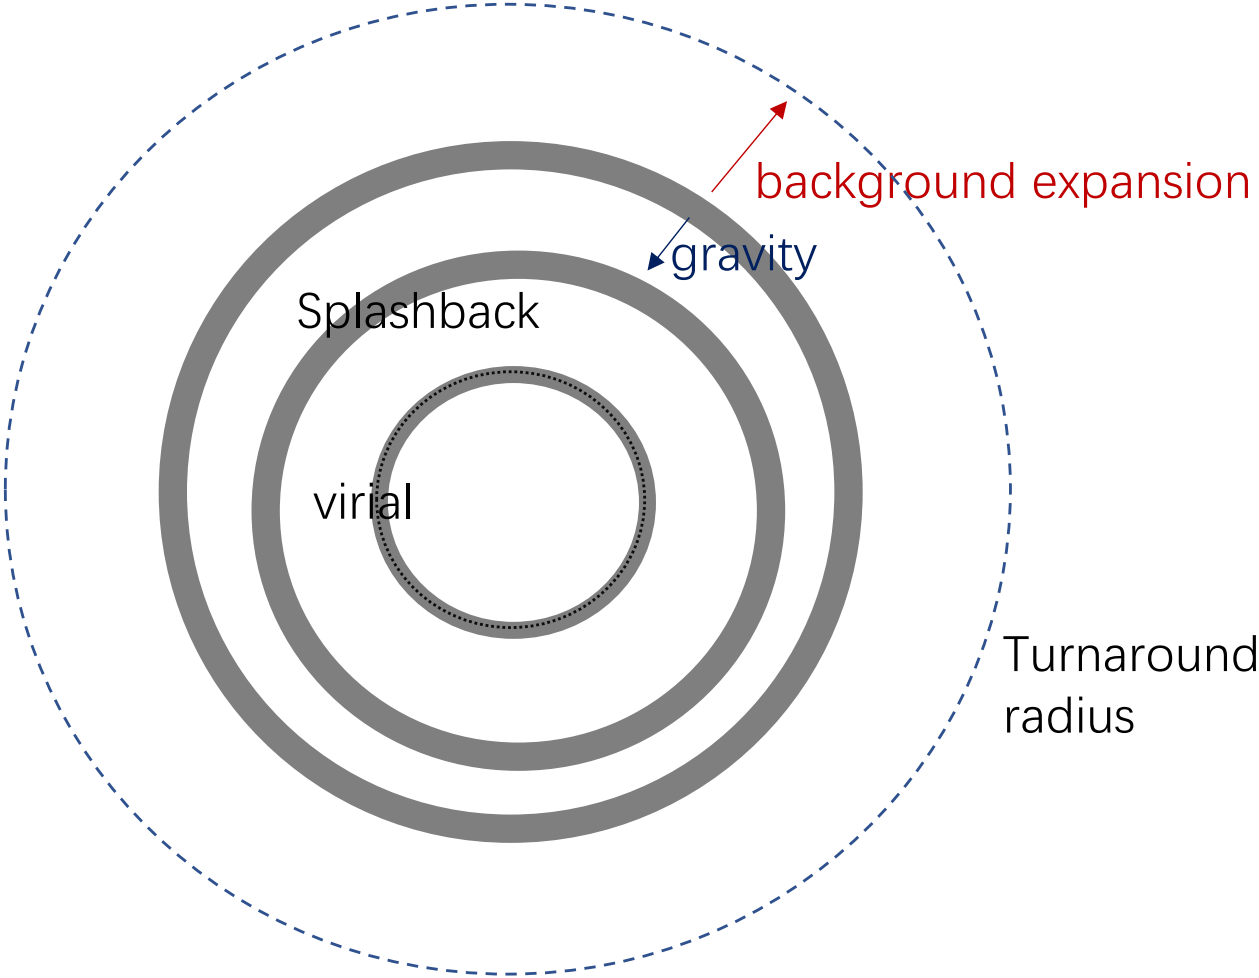 background expansion
gravity
Splashback
virial
Turnaround
radius